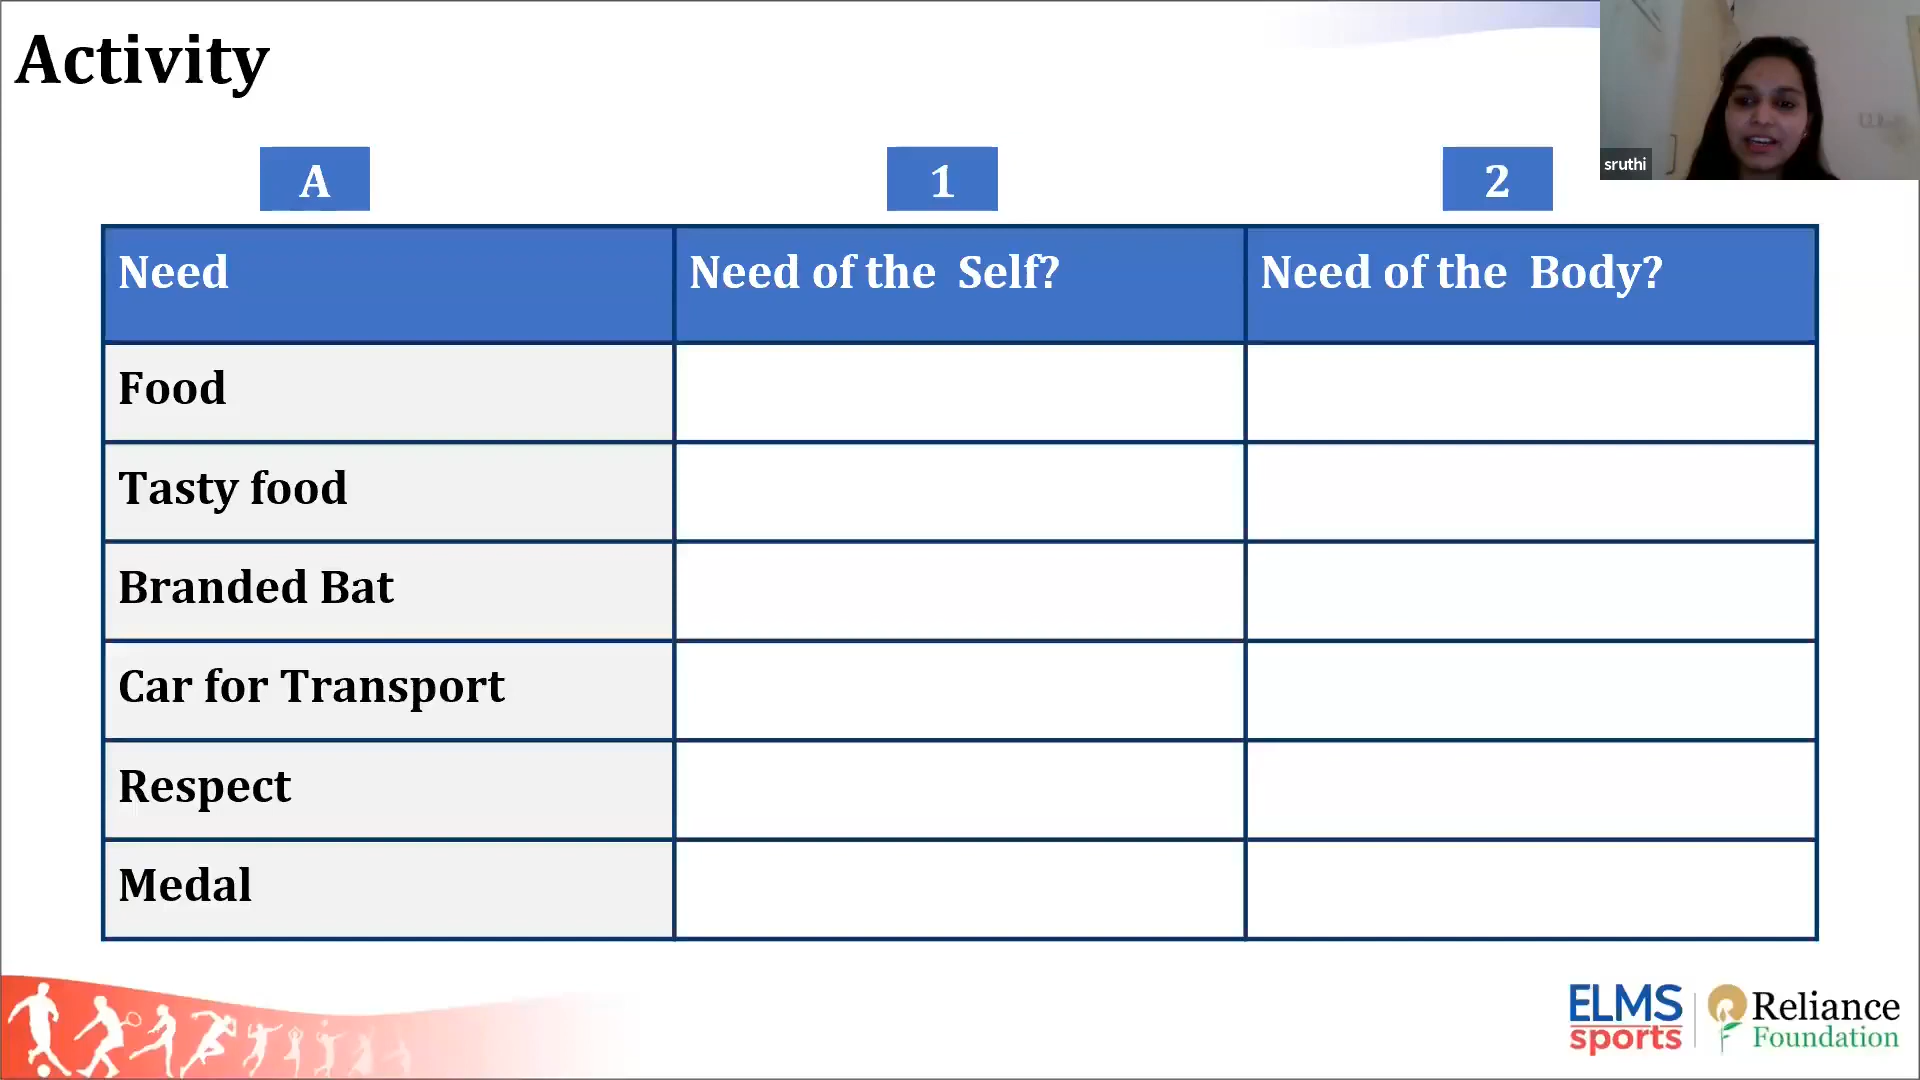 Activity
sruthi
A 1 2
Need Need of the Self? Need of the Body?
Food
Tasty food
Branded Bat
Car for Transport
Respect
Medal
ELMS Reliance
sports Foundation